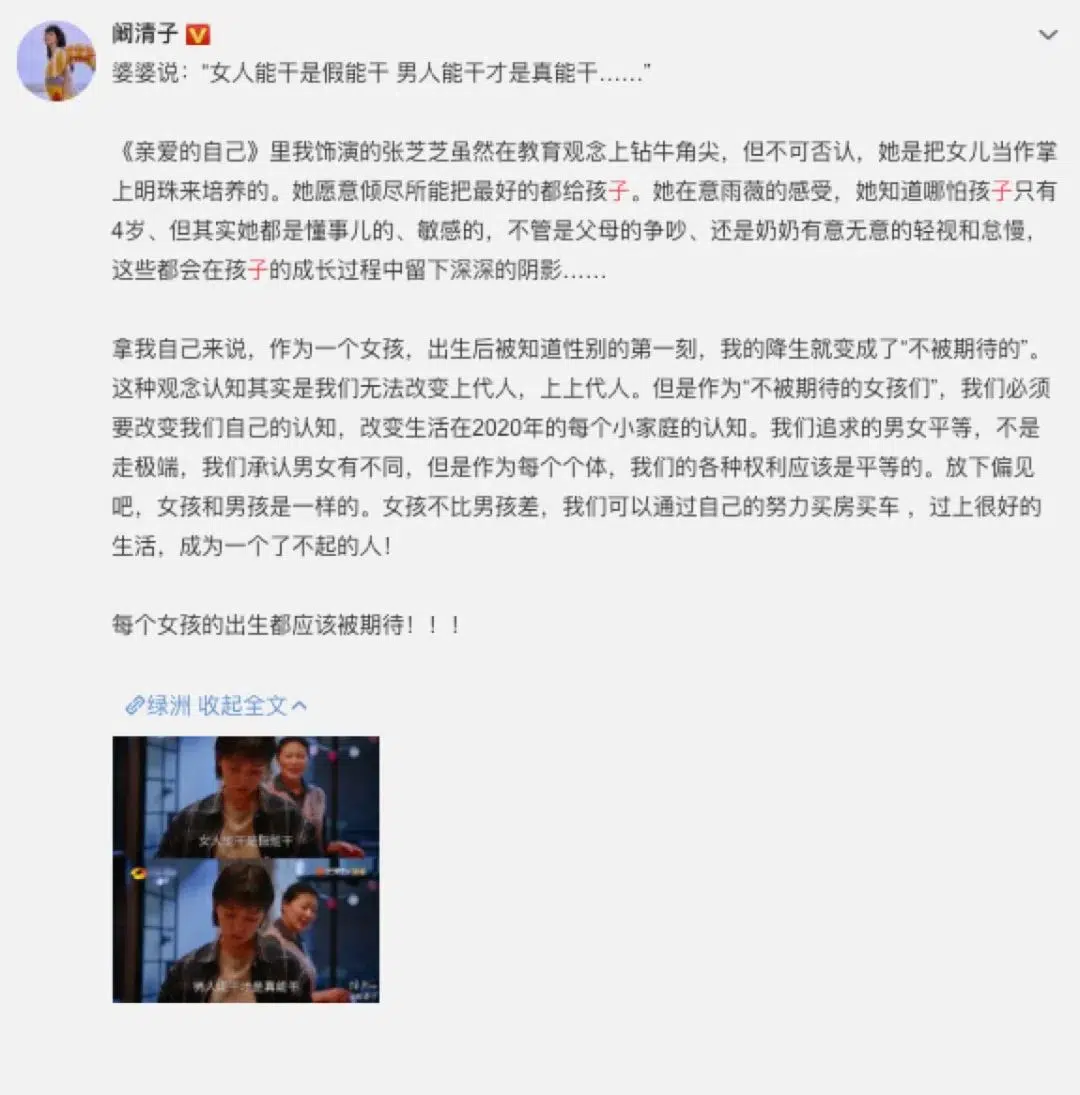 阚清子
婆婆说：“女人能干是假能干 男人能干才是真能干……”
《亲爱的自己》里我饰演的张芝芝虽然在教育观念上钻牛角尖，但不可否认，她是把女儿当作掌
上明珠来培养的。她愿意倾尽所能把最好的都给孩子。她在意雨薇的感受，她知道哪怕孩子只有
4岁、但其实她都是懂事儿的、敏感的，不管是父母的争吵、还是奶奶有意无意的轻视和怠慢，
这些都会在孩子的成长过程中留下深深的阴影……
拿我自己来说，作为一个女孩，出生后被知道性别的第一刻，我的降生就变成了“不被期待的”。
这种观念认知其实是我们无法改变上代人，上上代人。但是作为“不被期待的女孩们”，我们必须
要改变我们自己的认知，改变生活在2020年的每个小家庭的认知。我们追求的男女平等，不是
走极端，我们承认男女有不同，但是作为每个个体，我们的各种权利应该是平等的。放下偏见
吧，女孩和男孩是一样的。女孩不比男孩差，我们可以通过自己的努力买房买车 ，过上很好的
生活，成为一个了不起的人！
每个女孩的出生都应该被期待！！！
绿洲 收起全文
女人能干是假能干
男人能干才是真能干